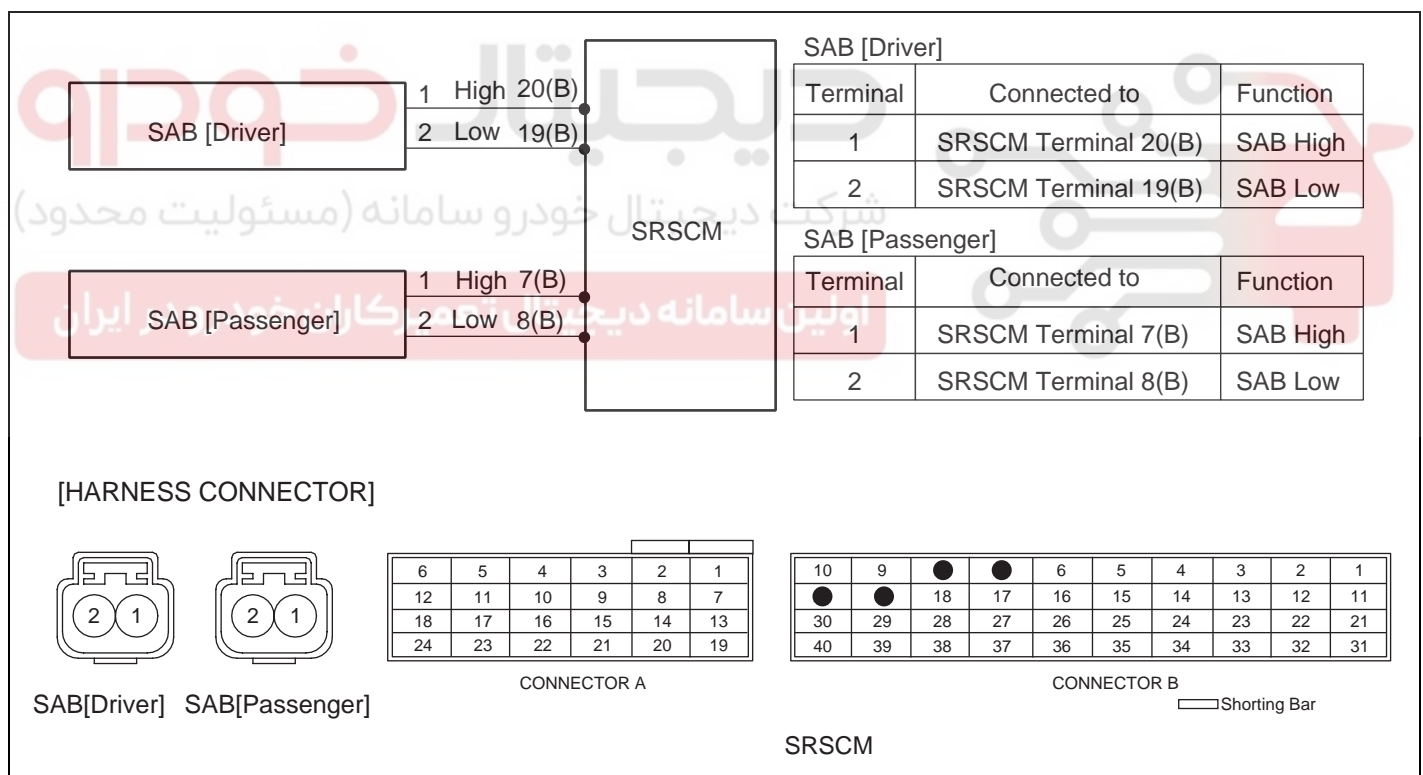 دیجیتال خودرو
شرکت دیجیتال خودرو سامانه (مسئولیت محدود)
اولین سامانه دیجیتال تعمیرکاران خودرو در ایران
SAB [Driver]
1 High 20(B)
2 Low 19(B)
SAB [Passenger]
1 High 7(B)
2 Low 8(B)
SRSCM
SAB [Driver]
Terminal Connected to Function
1 SRSCM Terminal 20(B) SAB High
2 SRSCM Terminal 19(B) SAB Low
SAB [Passenger]
Terminal Connected to Function
1 SRSCM Terminal 7(B) SAB High
2 SRSCM Terminal 8(B) SAB Low
[HARNESS CONNECTOR]
2 1
SAB[Driver]
2 1
SAB[Passenger]
6 5 4 3 2 1
12 11 10 9 8 7
18 17 16 15 14 13
24 23 22 21 20 19
CONNECTOR A
10 9 6 5 4 3 2 1
18 17 16 15 14 13 12 11
30 29 28 27 26 25 24 23 22 21
40 39 38 37 36 35 34 33 32 31
CONNECTOR B
Shorting Bar
SRSCM